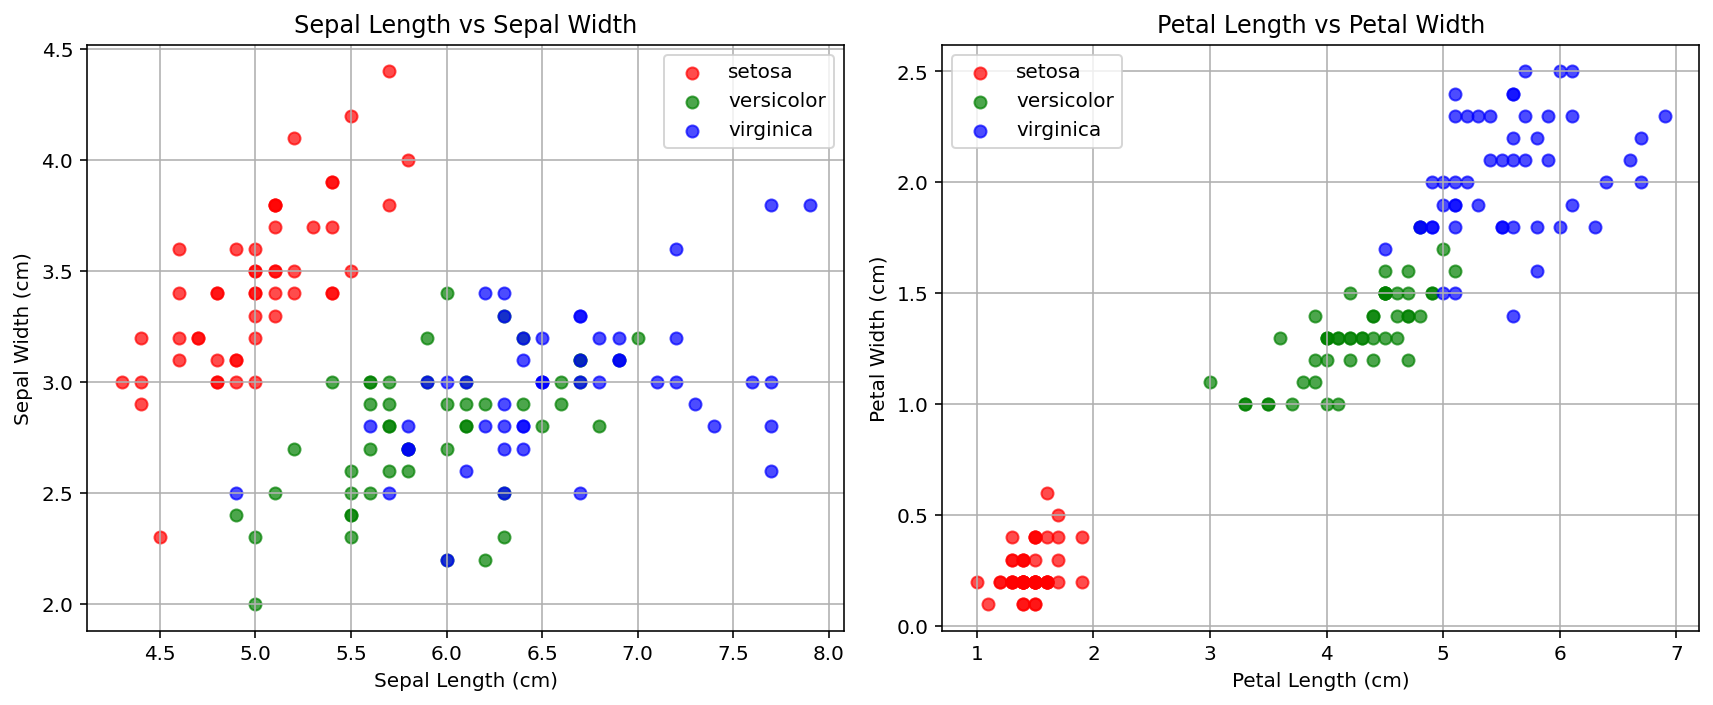 Sepal Length vs Sepal Width
4.5
4.0
3.5
3.0
2.5
2.0
Sepal Width (cm)
setosa
versicolor
virginica
4.5 5.0 5.5 6.0 6.5 7.0 7.5 8.0
Sepal Length (cm)
Petal Length vs Petal Width
2.5
2.0
1.5
1.0
0.5
0.0
Petal Width (cm)
setosa
versicolor
virginica
1 2 3 4 5 6 7
Petal Length (cm)